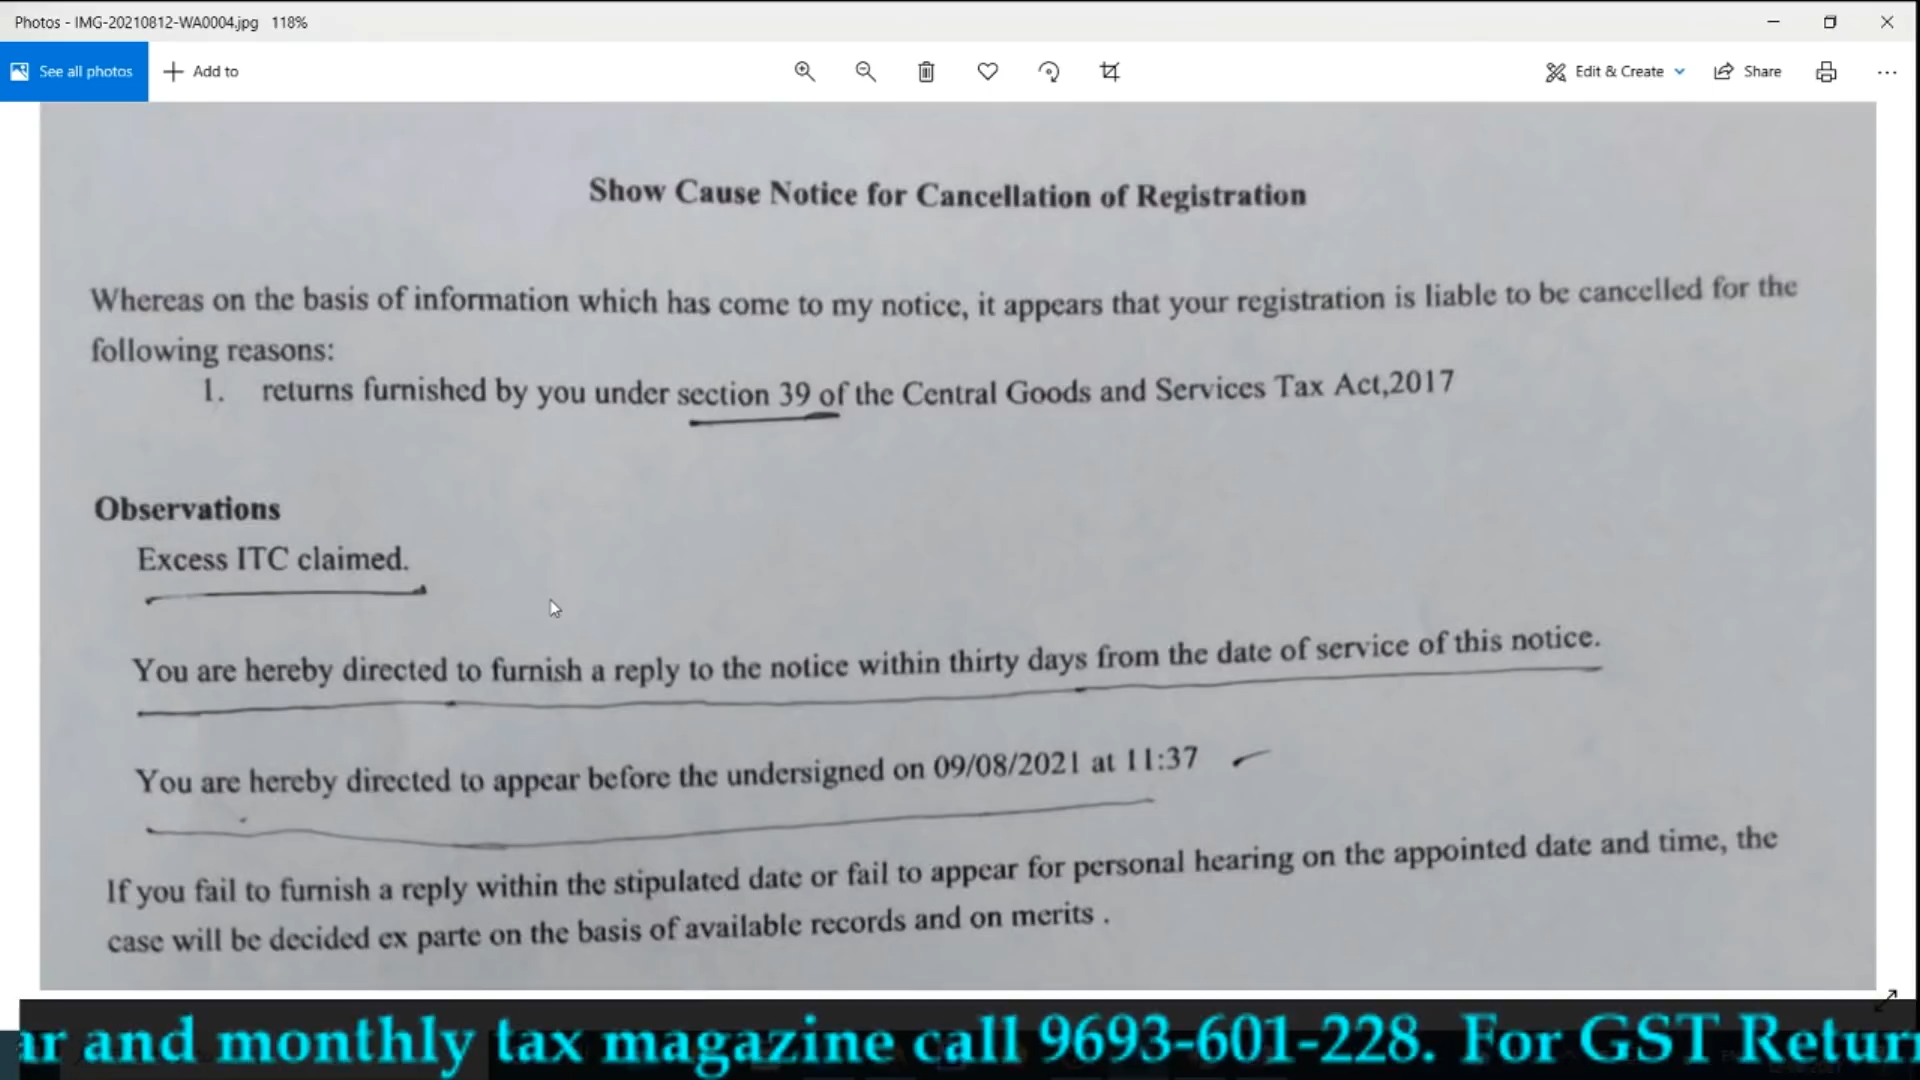 Photos - IMG-20210812-WA0004.jpg 118%
See all photos
Add to
Edit & Create
Share
Show Cause Notice for Cancellation of Registration
Whereas on the basis of information which has come to my notice, it appears that your registration is liable to be cancelled for the
following reasons:
1. returns furnished by you under section 39 of the Central Goods and Services Tax Act,2017
Observations
Excess ITC claimed.
You are hereby directed to furnish a reply to the notice within thirty days from the date of service of this notice.
You are hereby directed to appear before the undersigned on 09/08/2021 at 11:37
If you fail to furnish a reply within the stipulated date or fail to appear for personal hearing on the appointed date and time, the
case will be decided ex parte on the basis of available records and on merits .
ar and monthly tax magazine call 9693-601-228. For GST Return